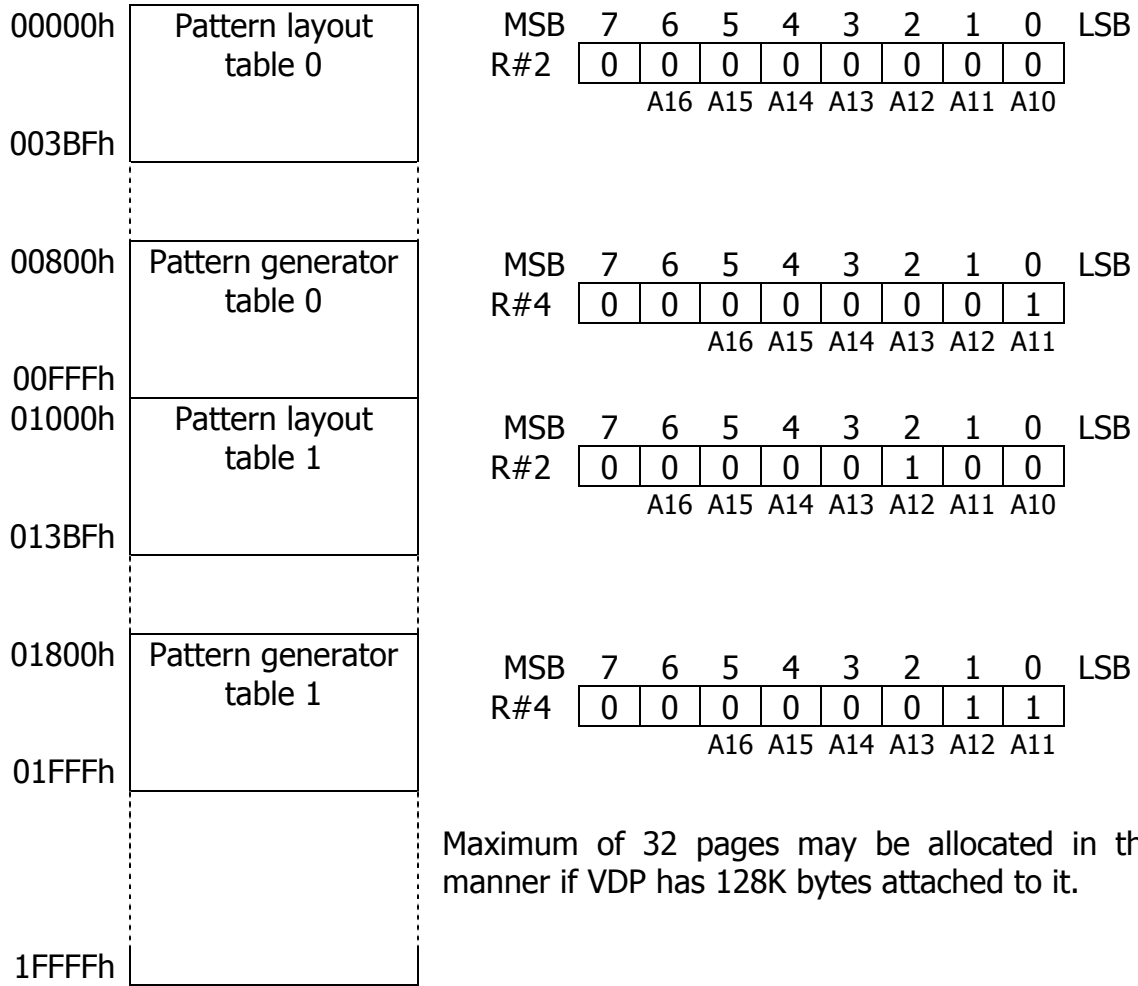 00000h Pattern layout MSB 7 6 5 4 3 2 1 0 LSB
table 0 R#2 0 0 0 0 0 0 0 0
A16 A15 A14 A13 A12 A11 A10
003BFh
00800h Pattern generator MSB 7 6 5 4 3 2 1 0 LSB
table 0 R#4 0 0 0 0 0 0 0 1
A16 A15 A14 A13 A12 A11
00FFFh
01000h Pattern layout MSB 7 6 5 4 3 2 1 0 LSB
table 1 R#2 0 0 0 0 0 1 0 0
A16 A15 A14 A13 A12 A11 A10
013BFh
01800h Pattern generator MSB 7 6 5 4 3 2 1 0 LSB
table 1 R#4 0 0 0 0 0 0 1 1
A16 A15 A14 A13 A12 A11
01FFFh
Maximum of 32 pages may be allocated in th
manner if VDP has 128K bytes attached to it.
1FFFFh